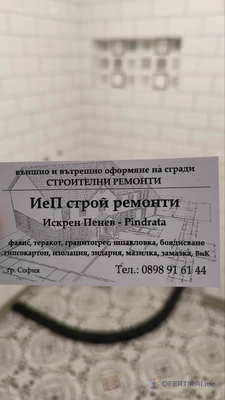 външно и вътрешно оформяне на сгради
СТРОИТЕЛНИ РЕМОНТИ
ИеП строй ремонти
Искрен Пенев - Pindrata
фаянс, теракот, гранитогрес, шпакловка, боядисване
гипсокартон, изолация, зидария, мазилка, замазка, ВиК
гр. София
Тел.: 0898 91 61 44
OFERTIRAI.com